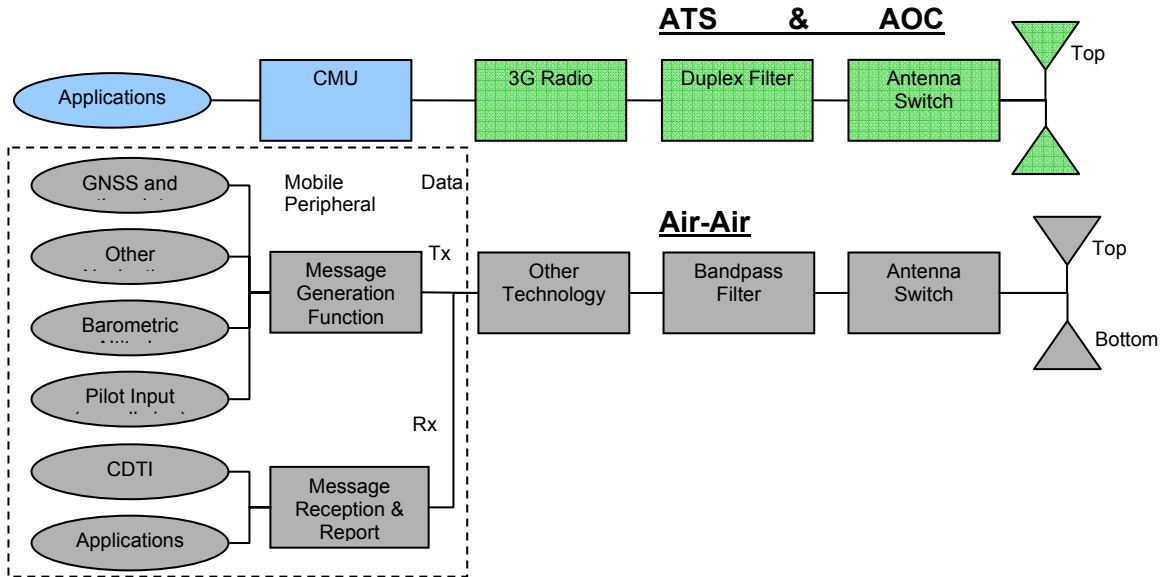 ATS & AOC
Applications
CMU
3G Radio
Duplex Filter
Antenna
Switch
Top
GNSS and
Mobile Data
Peripheral
Other
Barometric
Pilot Input
CDTI
Applications
Tx
Message
Generation
Function
Rx
Message
Reception &
Report
Air-Air
Other
Technology
Bandpass
Filter
Antenna
Switch
Top
Bottom